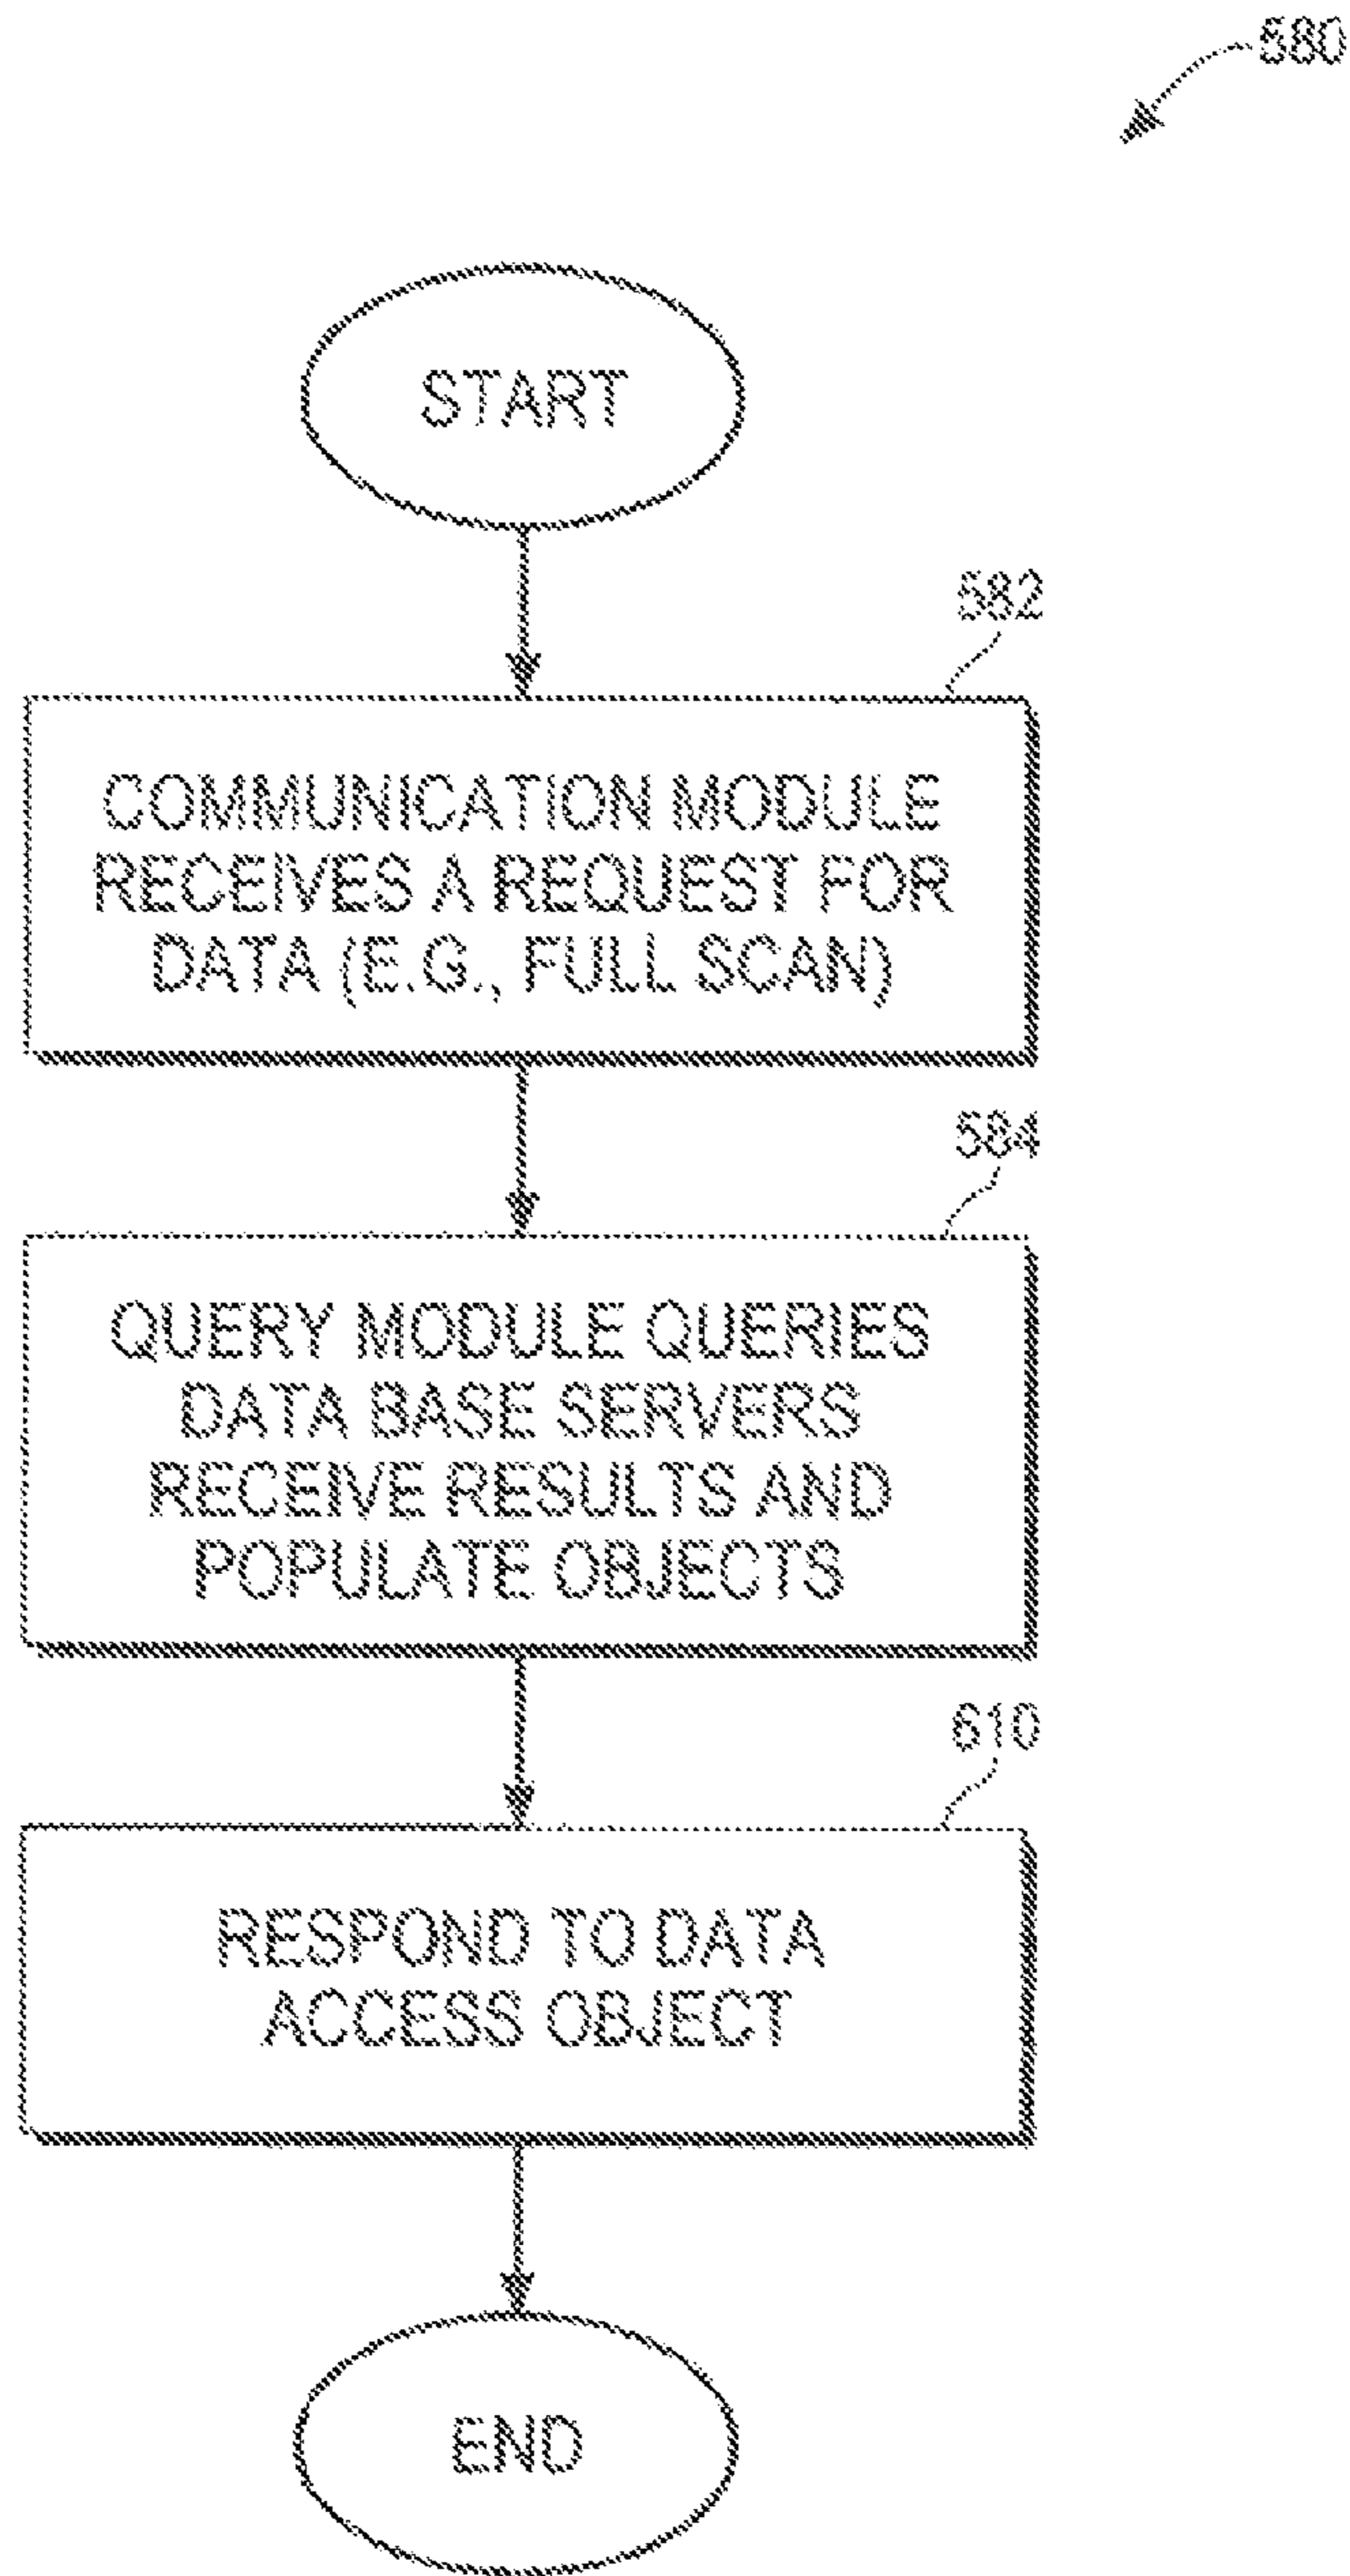 580
START
582
COMMUNICATION MODULE
RECEIVES A REQUEST FOR
DATA (E.G., FULL SCAN)
584
QUERY MODULE QUERIES
DATA BASE SERVERS
RECEIVE RESULTS AND
POPULATE OBJECTS
610
RESPOND TO DATA
ACCESS OBJECT
END